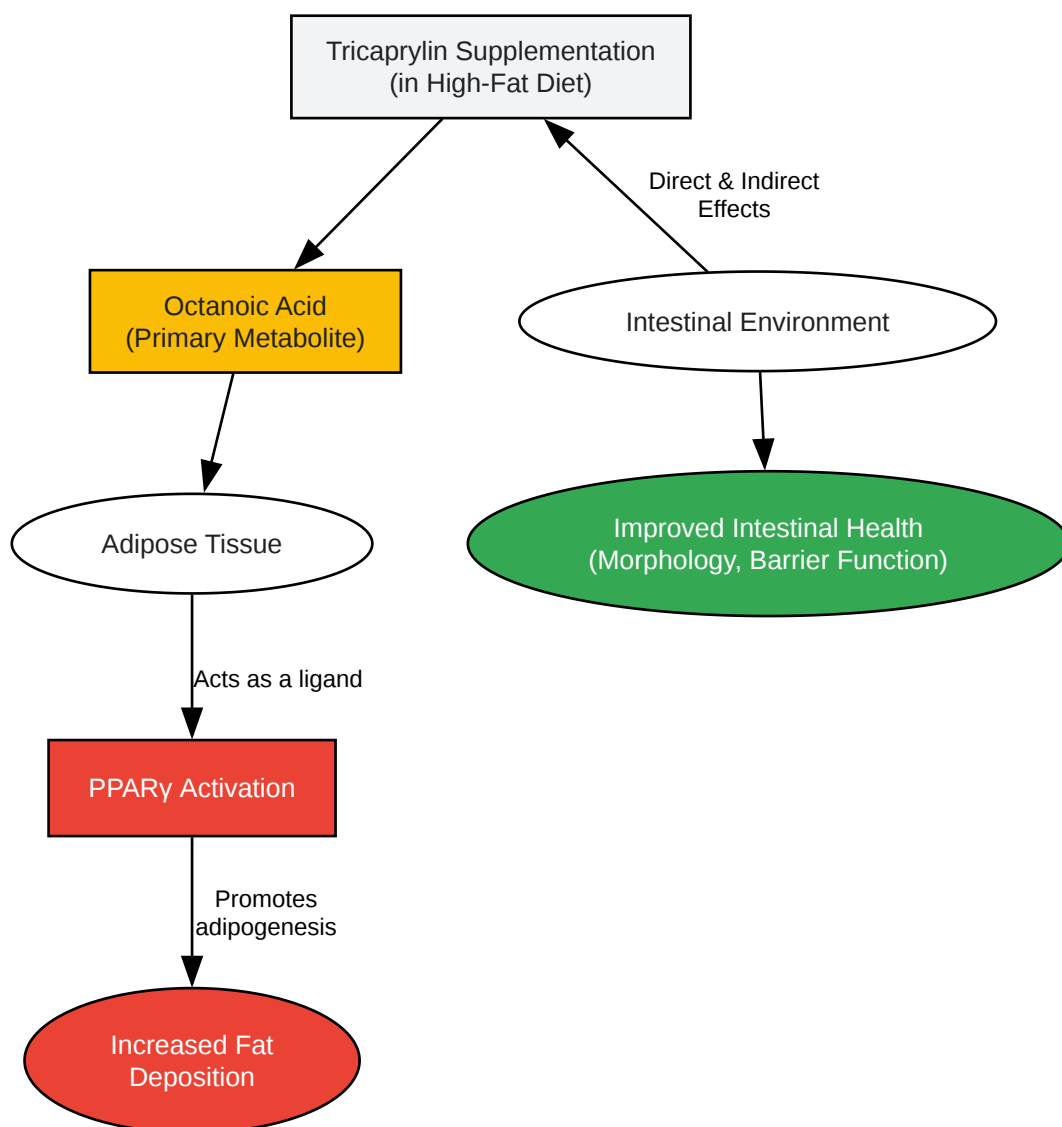 Tricaprylin Supplementation
(in High-Fat Diet)
Direct & Indirect
Effects
Octanoic Acid
(Primary Metabolite)
Intestinal Environment
Adipose Tissue
Improved Intestinal Health
(Morphology, Barrier Function)
Acts as a ligand
PPARγ Activation
Promotes
adipogenesis
Increased Fat
Deposition